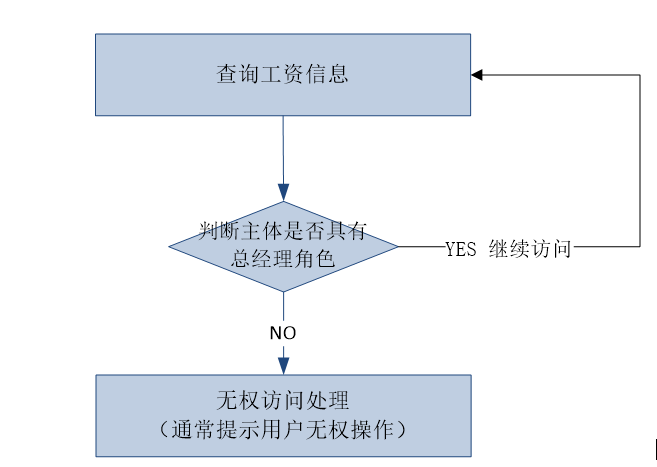 查询工资信息
判断主体是否具有
总经理角色
YES 继续访问
NO
无权访问处理
（通常提示用户无权操作）